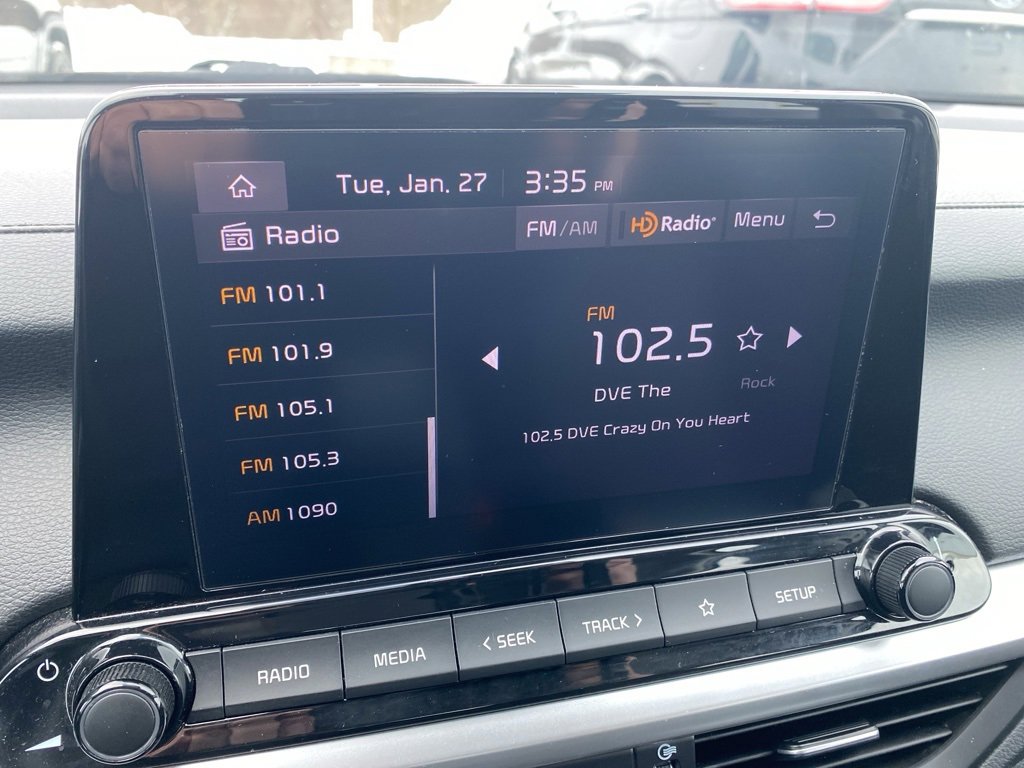 Tue, Jan. 27 3:35 PM
Radio FM/AM HD Radio® Menu
FM 101.1
FM 101.9
FM 105.1
FM 105.3
AM 1090
FM
102.5
DVE The Rock
102.5 DVE Crazy On You Heart
RADIO MEDIA < SEEK TRACK > SETUP